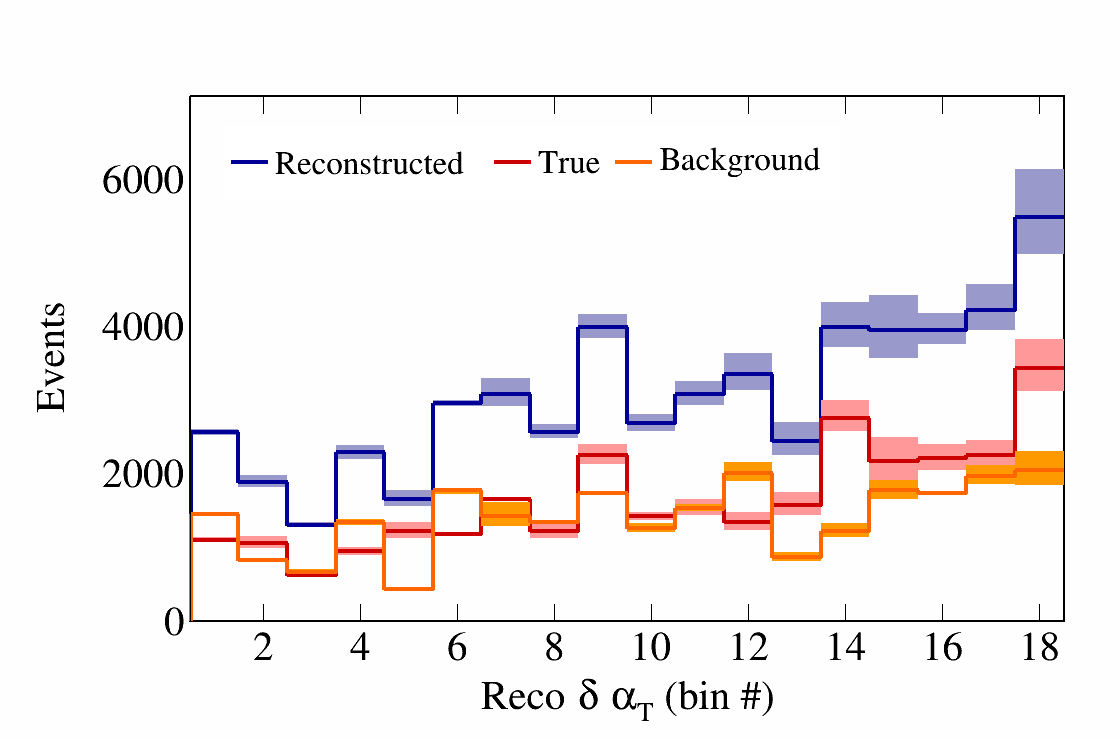 Reconstructed True Background
Events
6000
4000
2000
0
2 4 6 8 10 12 14 16 18
Reco δ α_T (bin #)